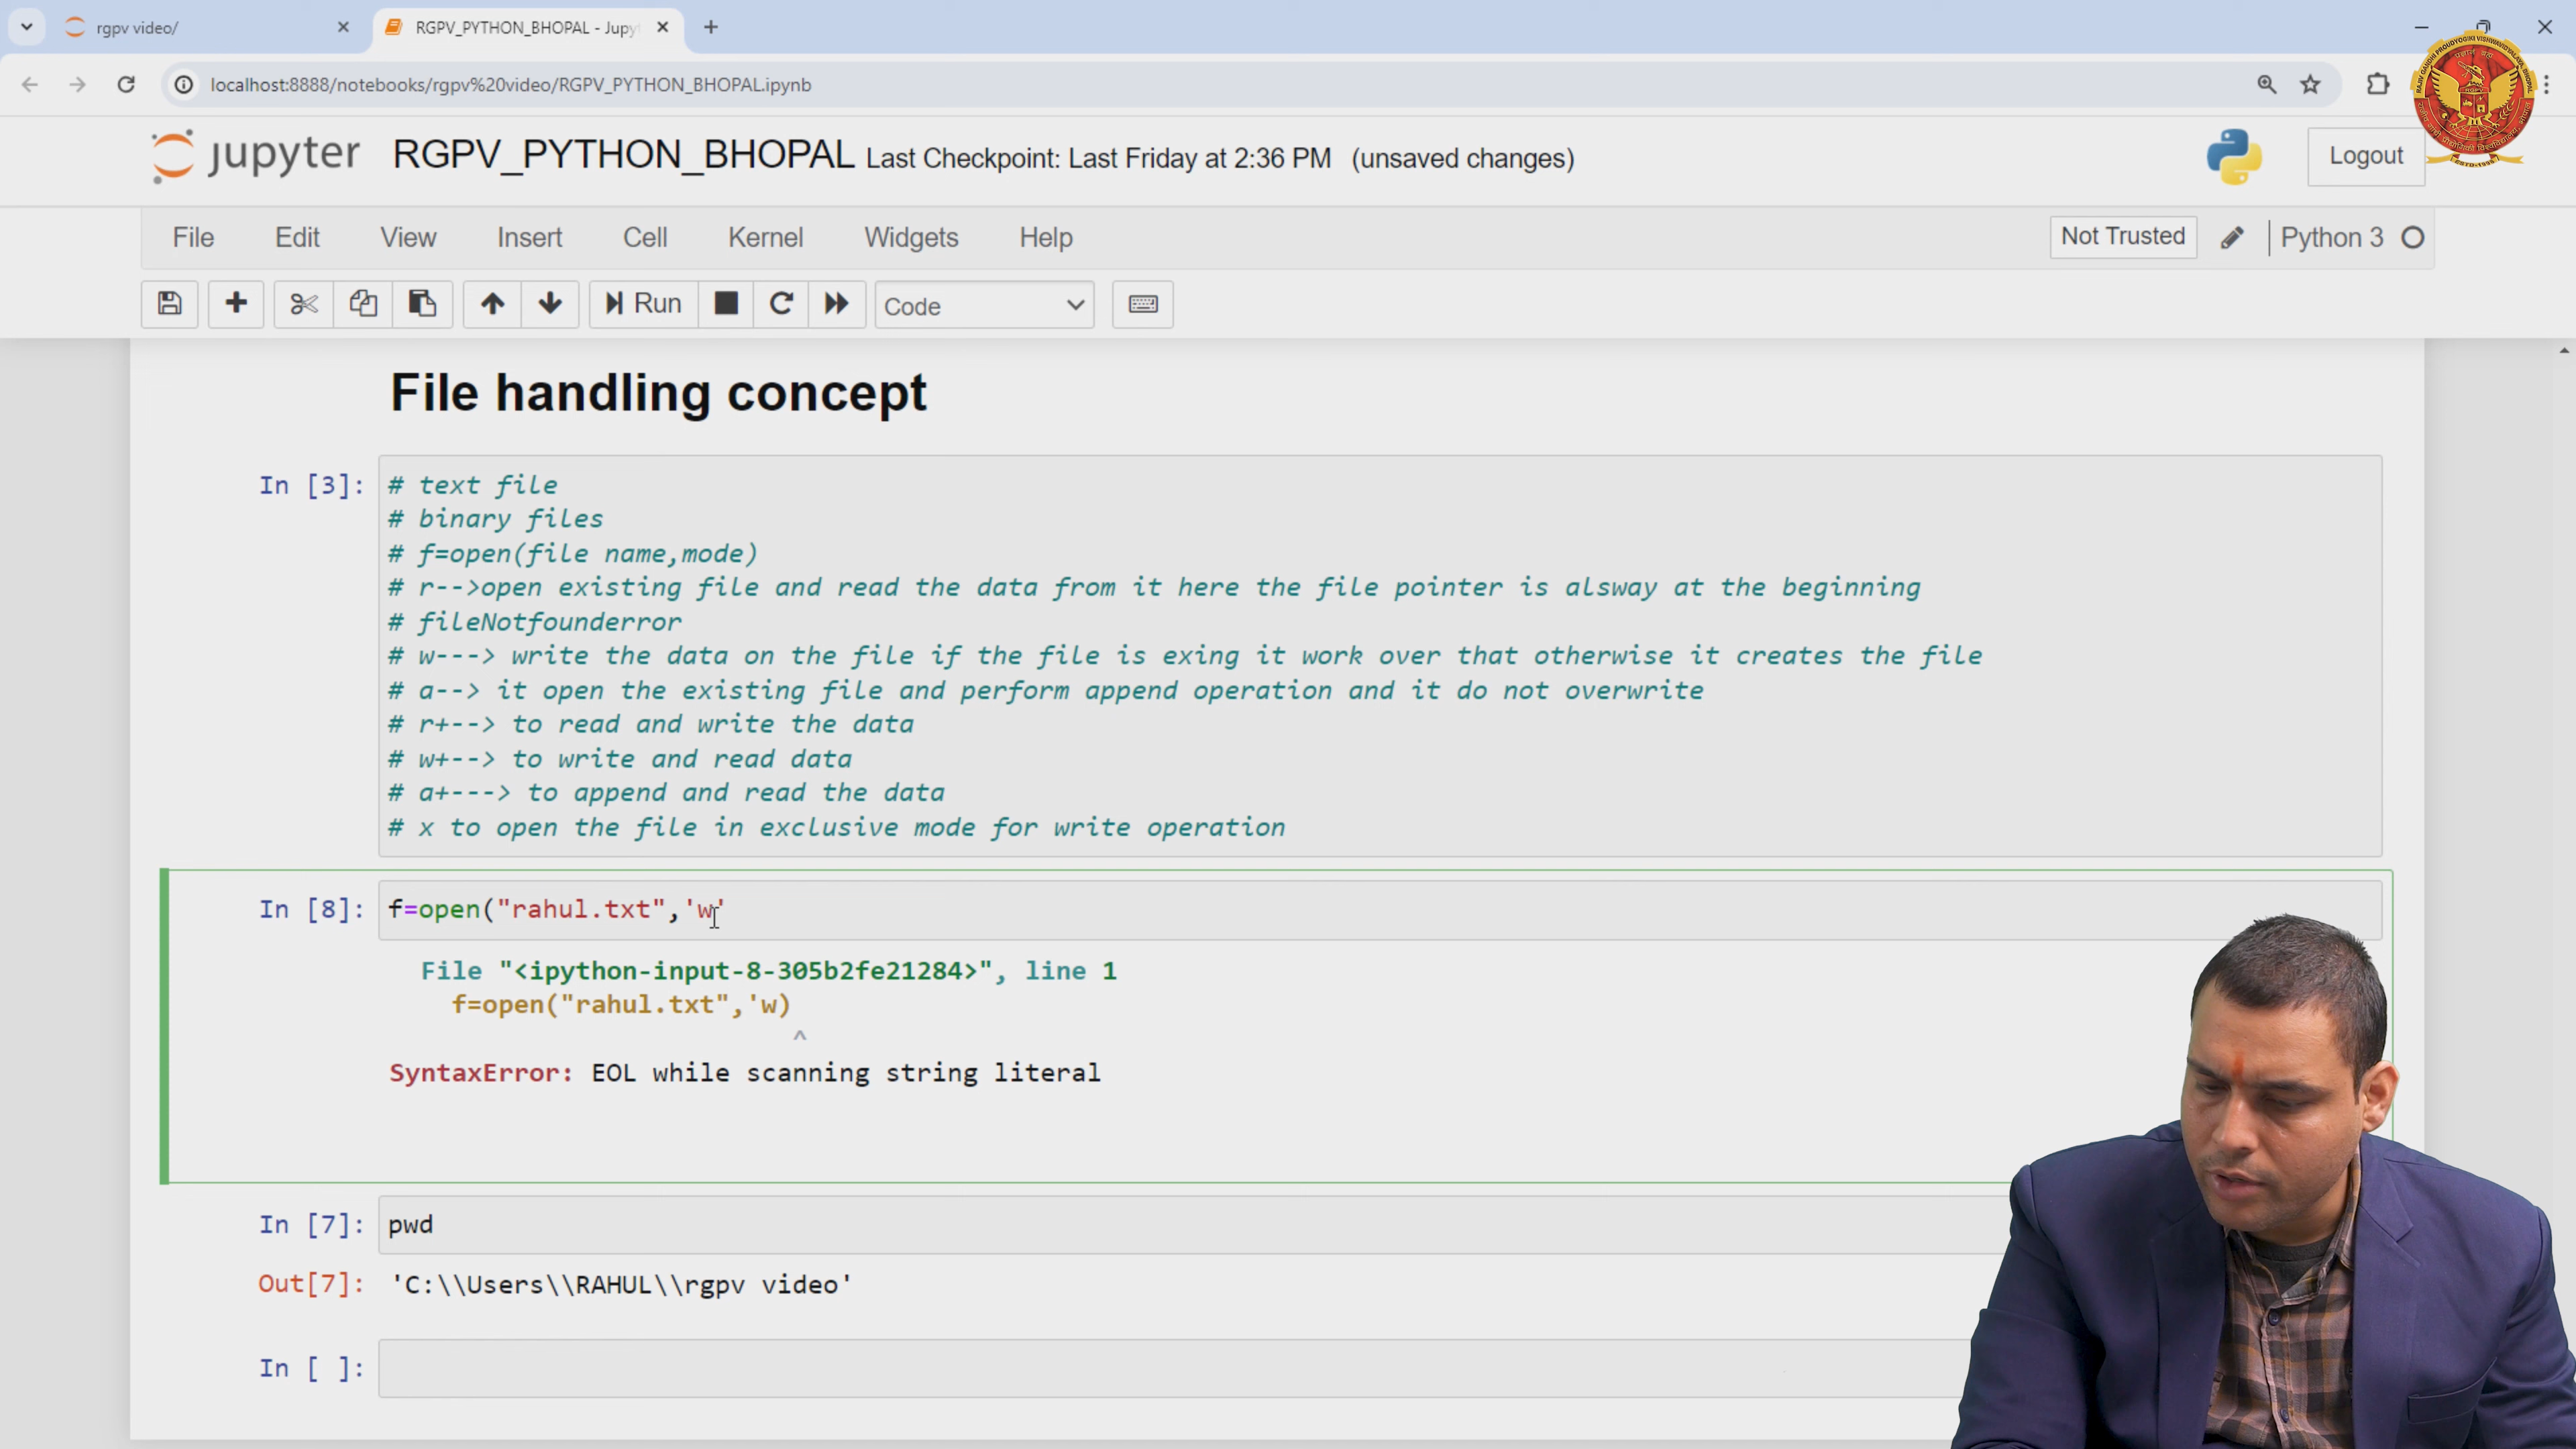 rgpv video/
RGPV_PYTHON_BHOPAL - Jupy
localhost:8888/notebooks/rgpv%20video/RGPV_PYTHON_BHOPAL.ipynb
jupyter RGPV_PYTHON_BHOPAL Last Checkpoint: Last Friday at 2:36 PM (unsaved changes)
Logout
File Edit View Insert Cell Kernel Widgets Help
Not Trusted Python 3
Run Code
File handling concept
In [3]: # text file
# binary files
# f=open(file name,mode)
# r-->open existing file and read the data from it here the file pointer is alsway at the beginning
# fileNotfounderror
# w---> write the data on the file if the file is exing it work over that otherwise it creates the file
# a--> it open the existing file and perform append operation and it do not overwrite
# r+--> to read and write the data
# w+--> to write and read data
# a+---> to append and read the data
# x to open the file in exclusive mode for write operation
In [8]: f=open("rahul.txt",'w'
File "<ipython-input-8-305b2fe21284>", line 1
f=open("rahul.txt",'w)
^
SyntaxError: EOL while scanning string literal
In [7]: pwd
Out[7]: 'C:\\Users\\RAHUL\\rgpv video'
In [ ]: